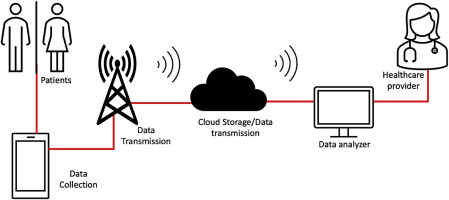 Patients
Healthcare
provider
Data
Transmission
Cloud Storage/Data
transmission
Data analyzer
Data
Collection